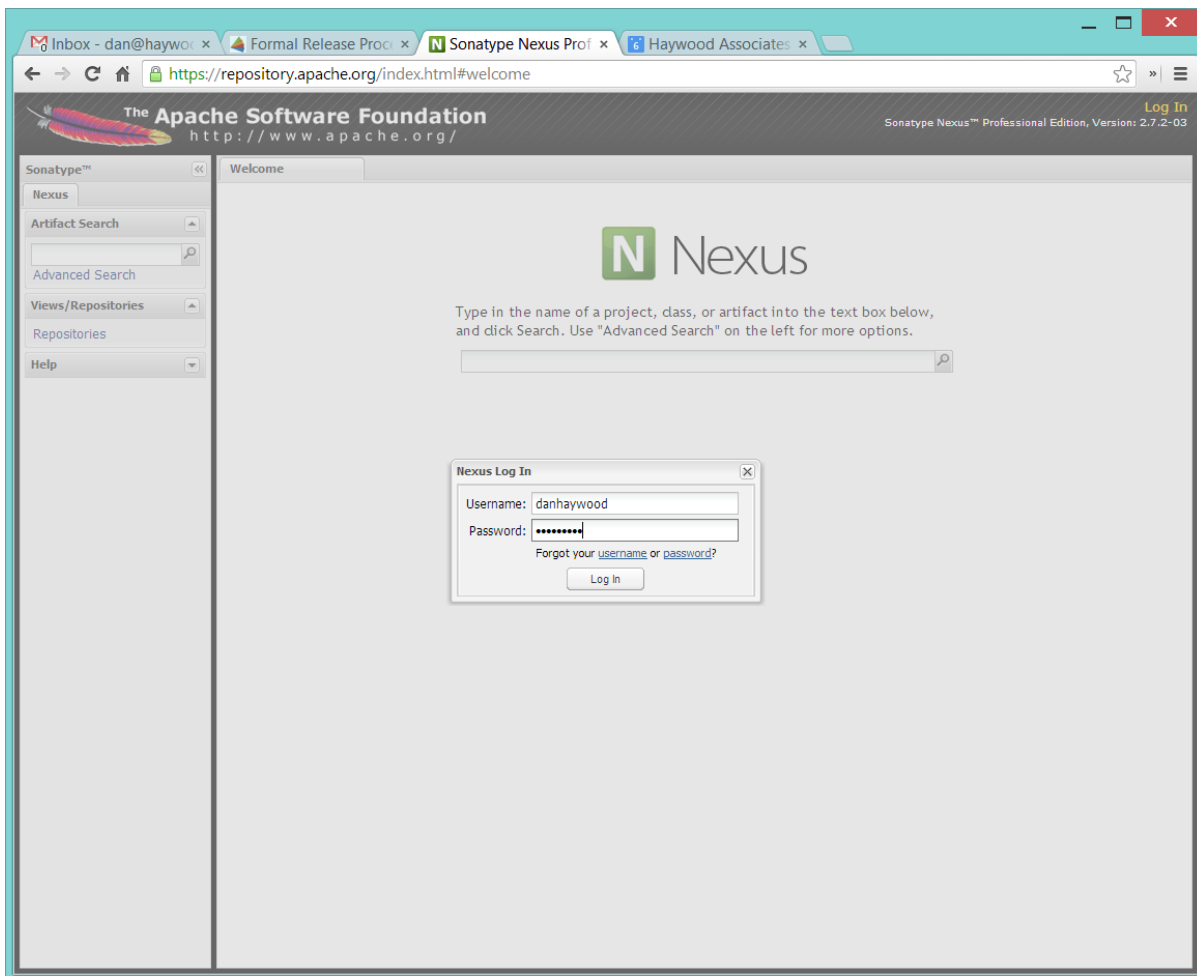 Inbox - dan@haywoo
Formal Release Proce
Sonatype Nexus Prof
6 Haywood Associates
https://repository.apache.org/index.html#welcome
The Apache Software Foundation
http://www.apache.org/
Log In
Sonatype Nexus™ Professional Edition, Version: 2.7.2-03
Sonatype™
Welcome
Nexus
Artifact Search
Advanced Search
Views/Repositories
Repositories
Help
N Nexus
Type in the name of a project, class, or artifact into the text box below,
and click Search. Use "Advanced Search" on the left for more options.
Nexus Log In
Username: danhaywood
Password: •••••••••
Forgot your username or password?
Log In